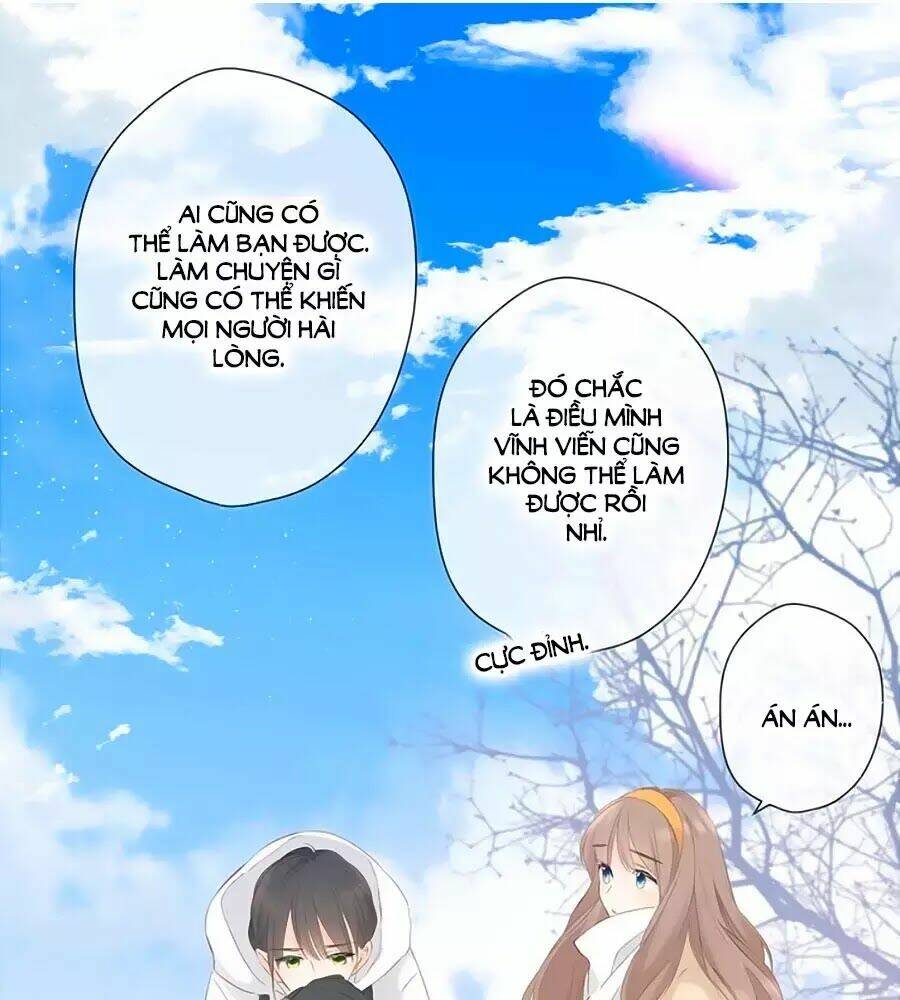 AI CŨNG CÓ
THỂ LÀM BẠN ĐƯỢC.
LÀM CHUYỆN GÌ
CŨNG CÓ THỂ KHIẾN
MỌI NGƯỜI HÀI
LÒNG.
ĐÓ CHẮC
LÀ ĐIỀU MÌNH
VĨNH VIỄN CŨNG
KHÔNG THỂ LÀM
ĐƯỢC RỒI
NHỈ.
CỰC ĐỈNH.
ÁN ÁN...